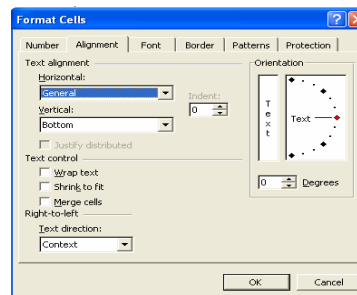 Format Cells
Number Alignment Font Border Patterns Protection
Text alignment
Horizontal:
General
Indent:
0
Vertical:
Bottom
Justify distributed
Text control
Wrap text
Shrink to fit
Merge cells
Right-to-left
Text direction:
Context
Orientation
Text
Text
0 Degrees
OK Cancel